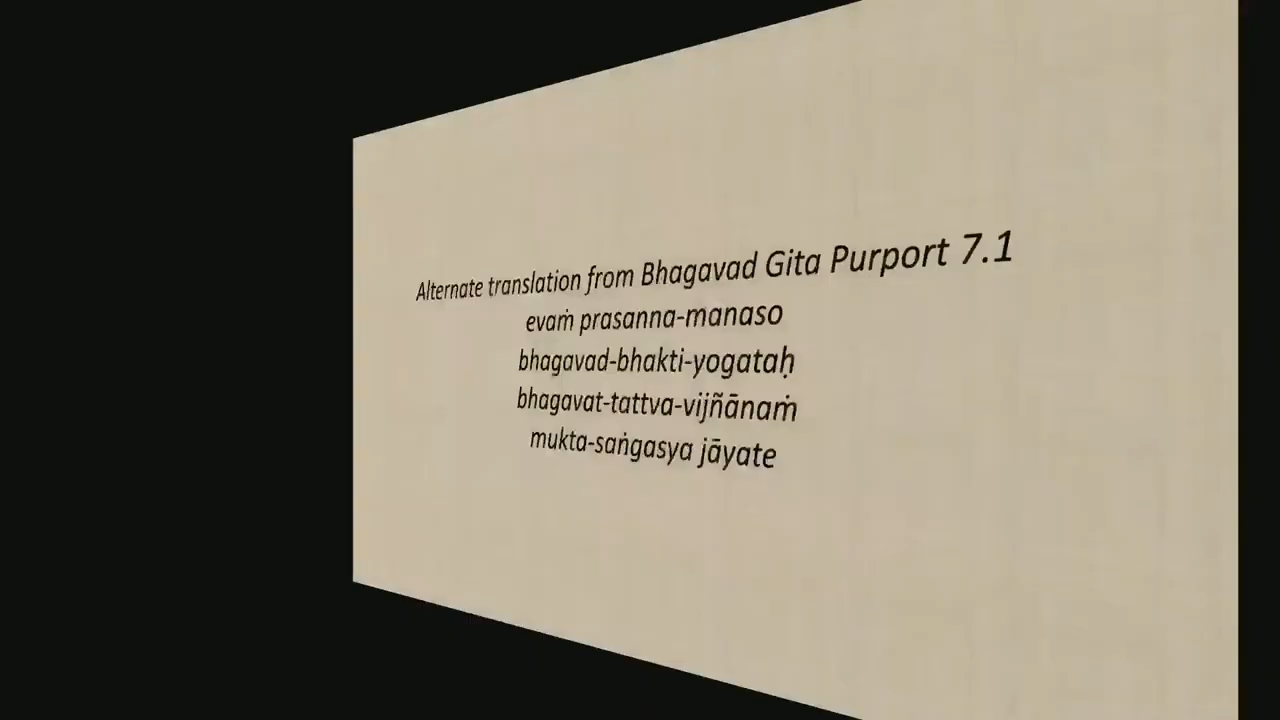 Alternate translation from Bhagavad Gita Purport 7.1
evaṁ prasanna-manaso
bhagavad-bhakti-yogataḥ
bhagavat-tattva-vijñānaṁ
mukta-saṅgasya jāyate